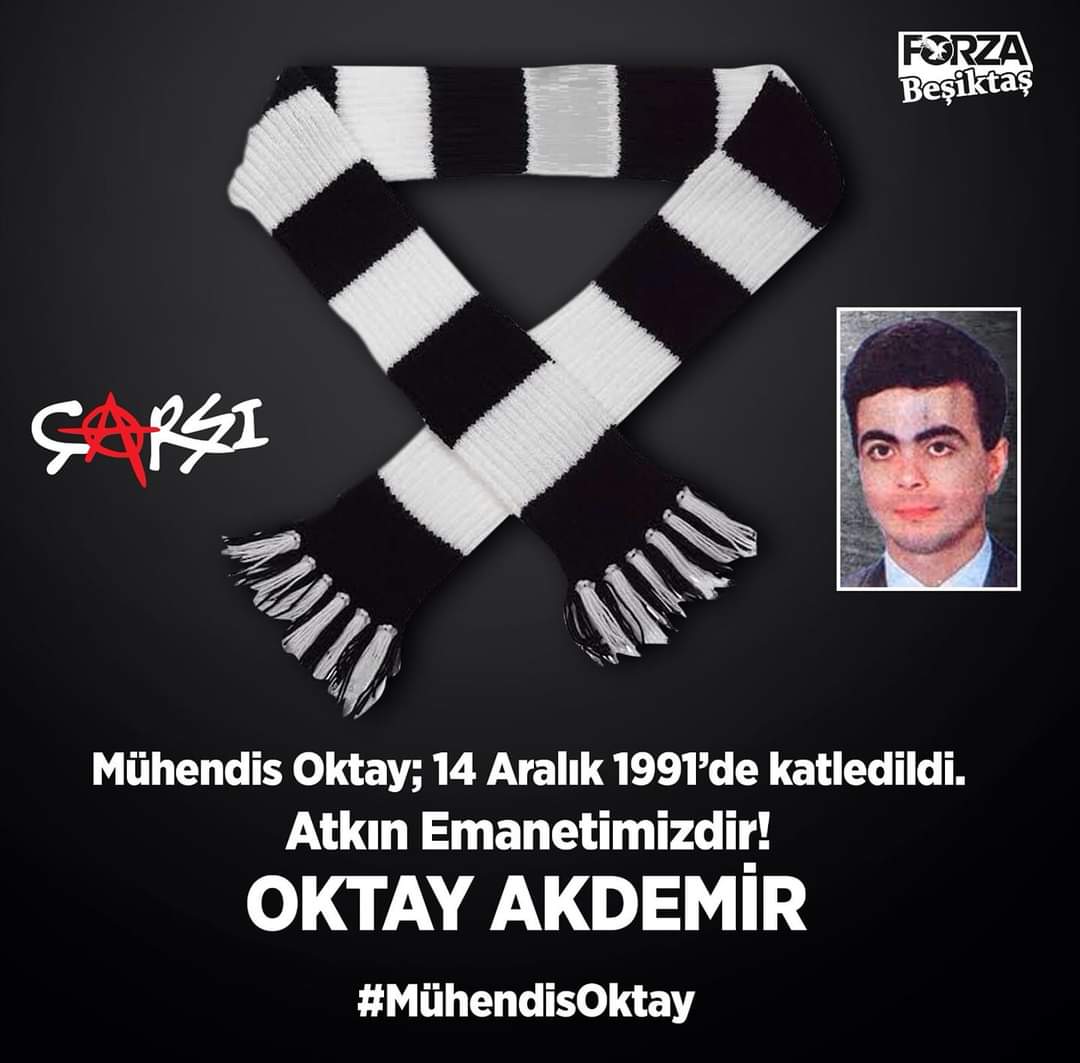 FORZA
Beşiktaş
ÇARŞI
Mühendis Oktay; 14 Aralık 1991'de katledildi.
Atkın Emanetimizdir!
OKTAY AKDEMİR
#MühendisOktay